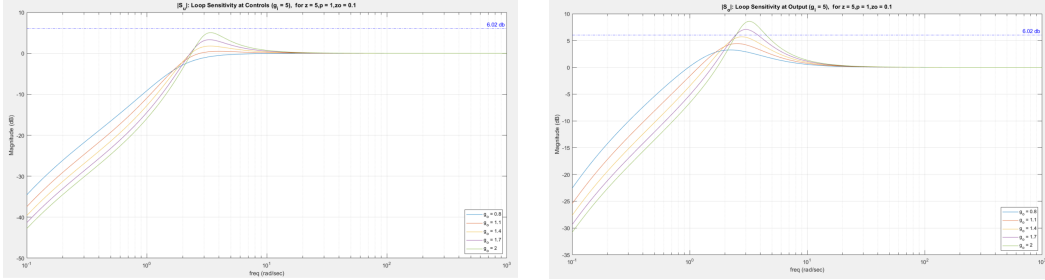 |S_u|: Loop Sensitivity at Controls (g_i = 5), for z = 5,p = 1,zo = 0.1
6.02 db
Magnitude (dB)
10
0
-10
-20
-30
-40
-50
10^-1
10^0
10^1
10^2
10^3
freq (rad/sec)
g_o = 0.8
g_o = 1.1
g_o = 1.4
g_o = 1.7
g_o = 2
|S_o|: Loop Sensitivity at Output (g_i = 5), for z = 5,p = 1,zo = 0.1
6.02 db
Magnitude (dB)
10
5
0
-5
-10
-15
-20
-25
-30
-35
10^-1
10^0
10^1
10^2
freq (rad/sec)
g_o = 0.8
g_o = 1.1
g_o = 1.4
g_o = 1.7
g_o = 2